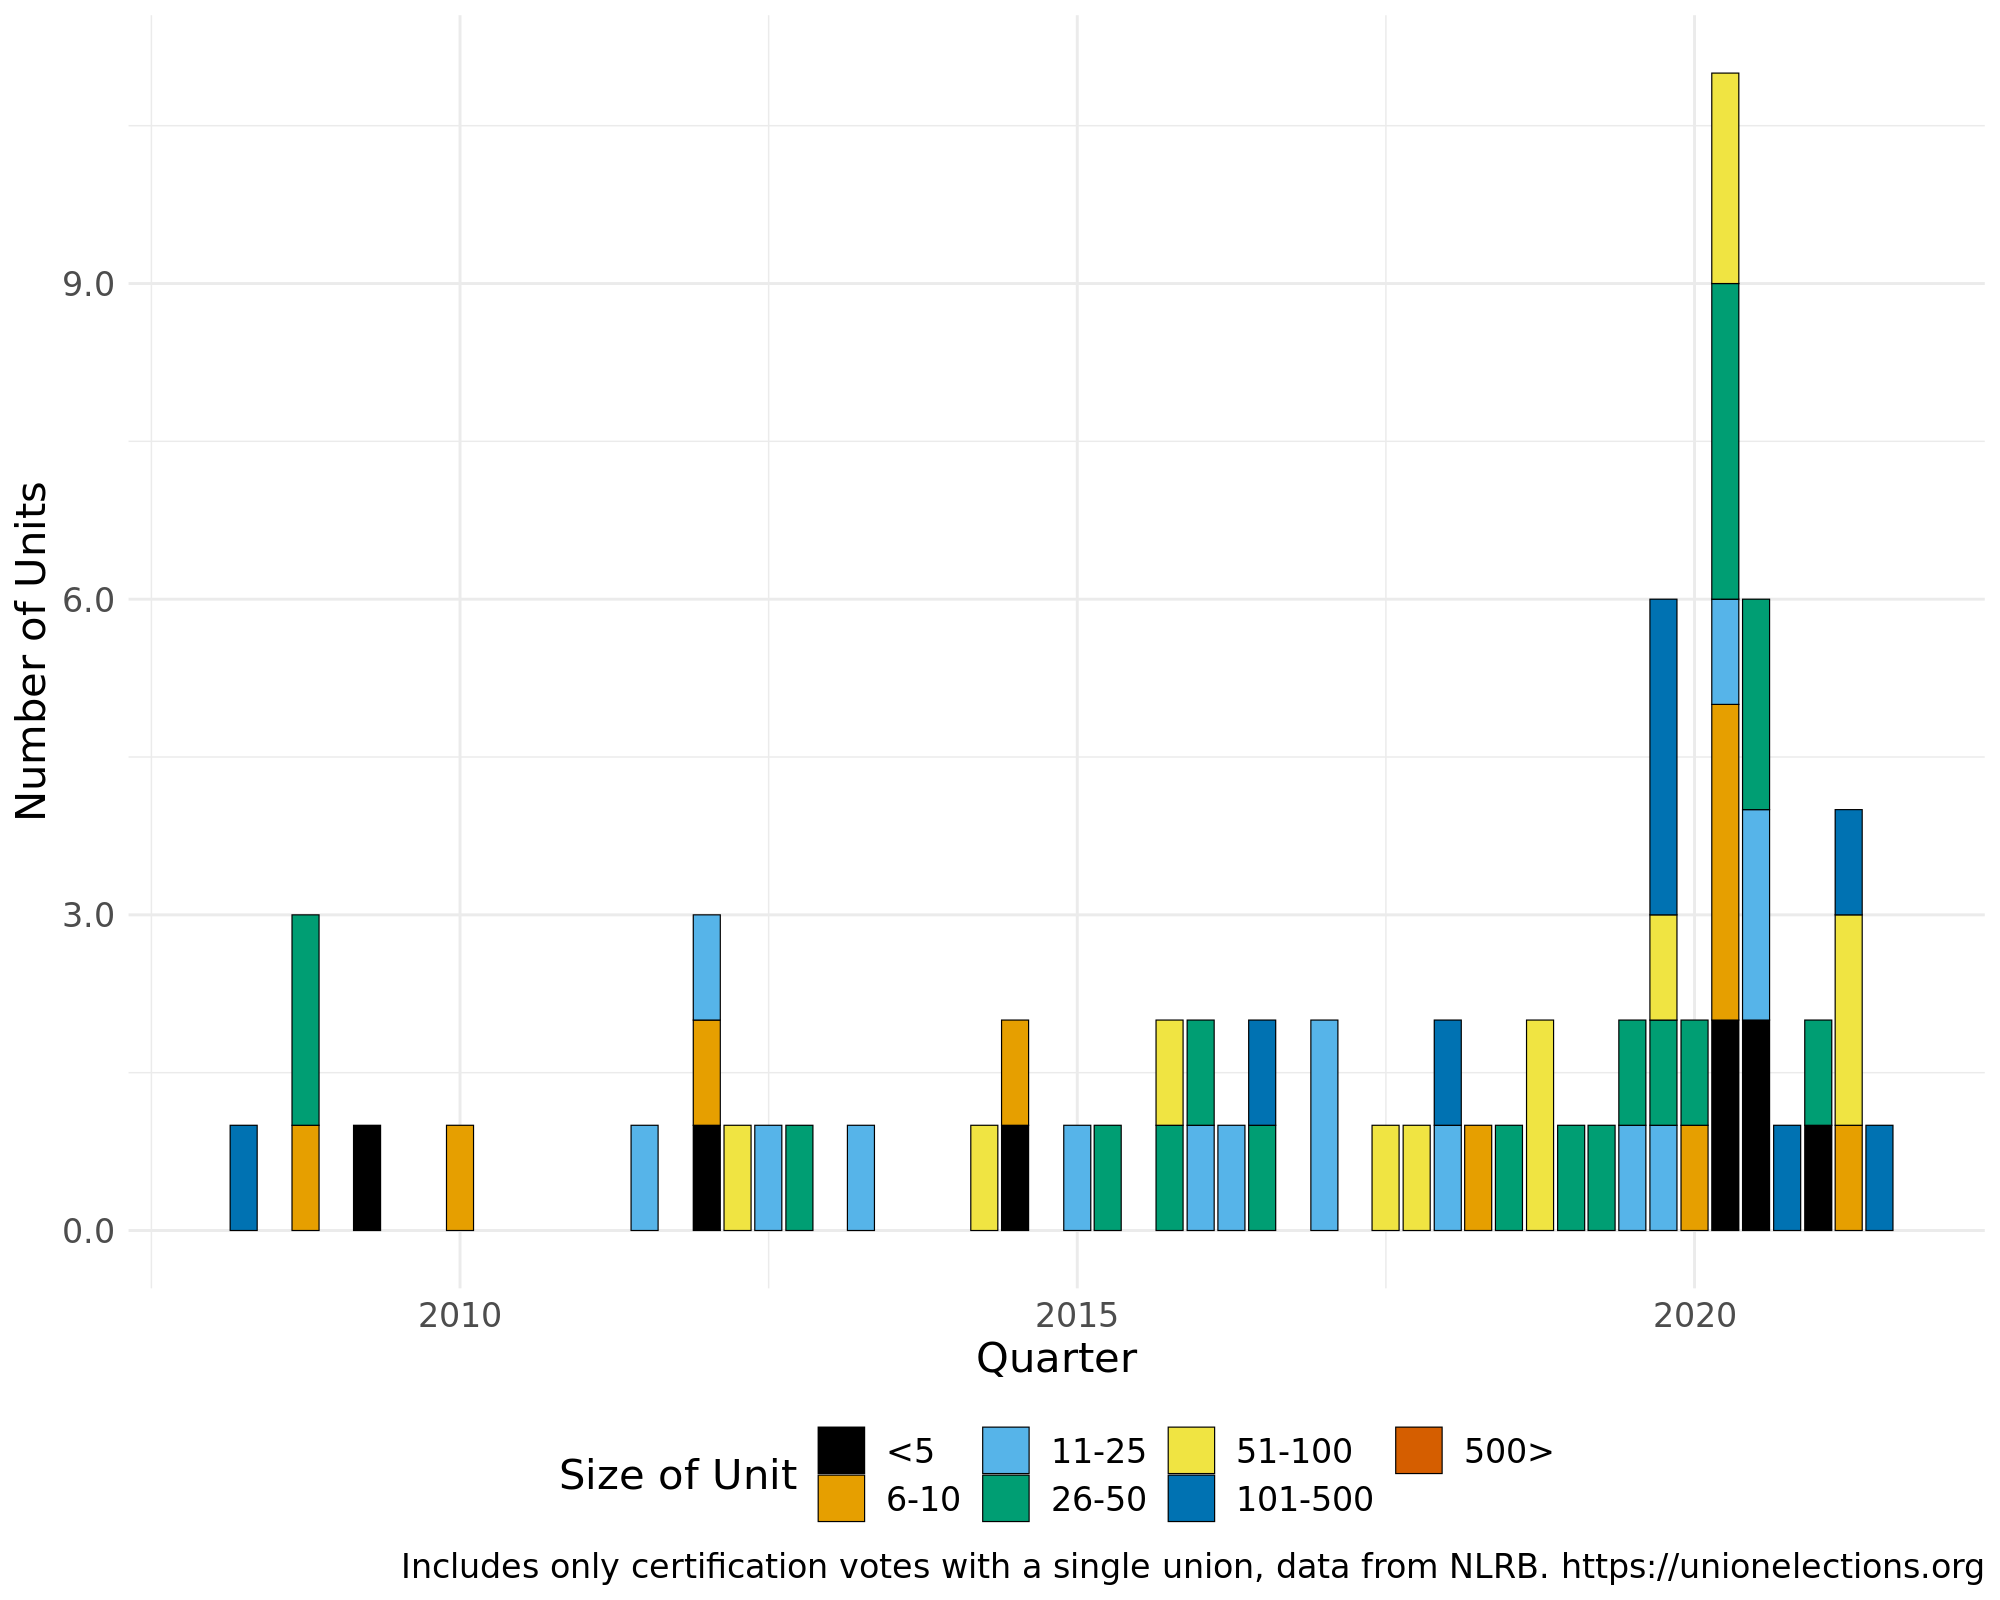 Number of Units
9.0
6.0
3.0
0.0
2010 2015 2020
Quarter
Size of Unit
<5 11-25 51-100 500>
6-10 26-50 101-500
Includes only certification votes with a single union, data from NLRB. https://unionelections.org